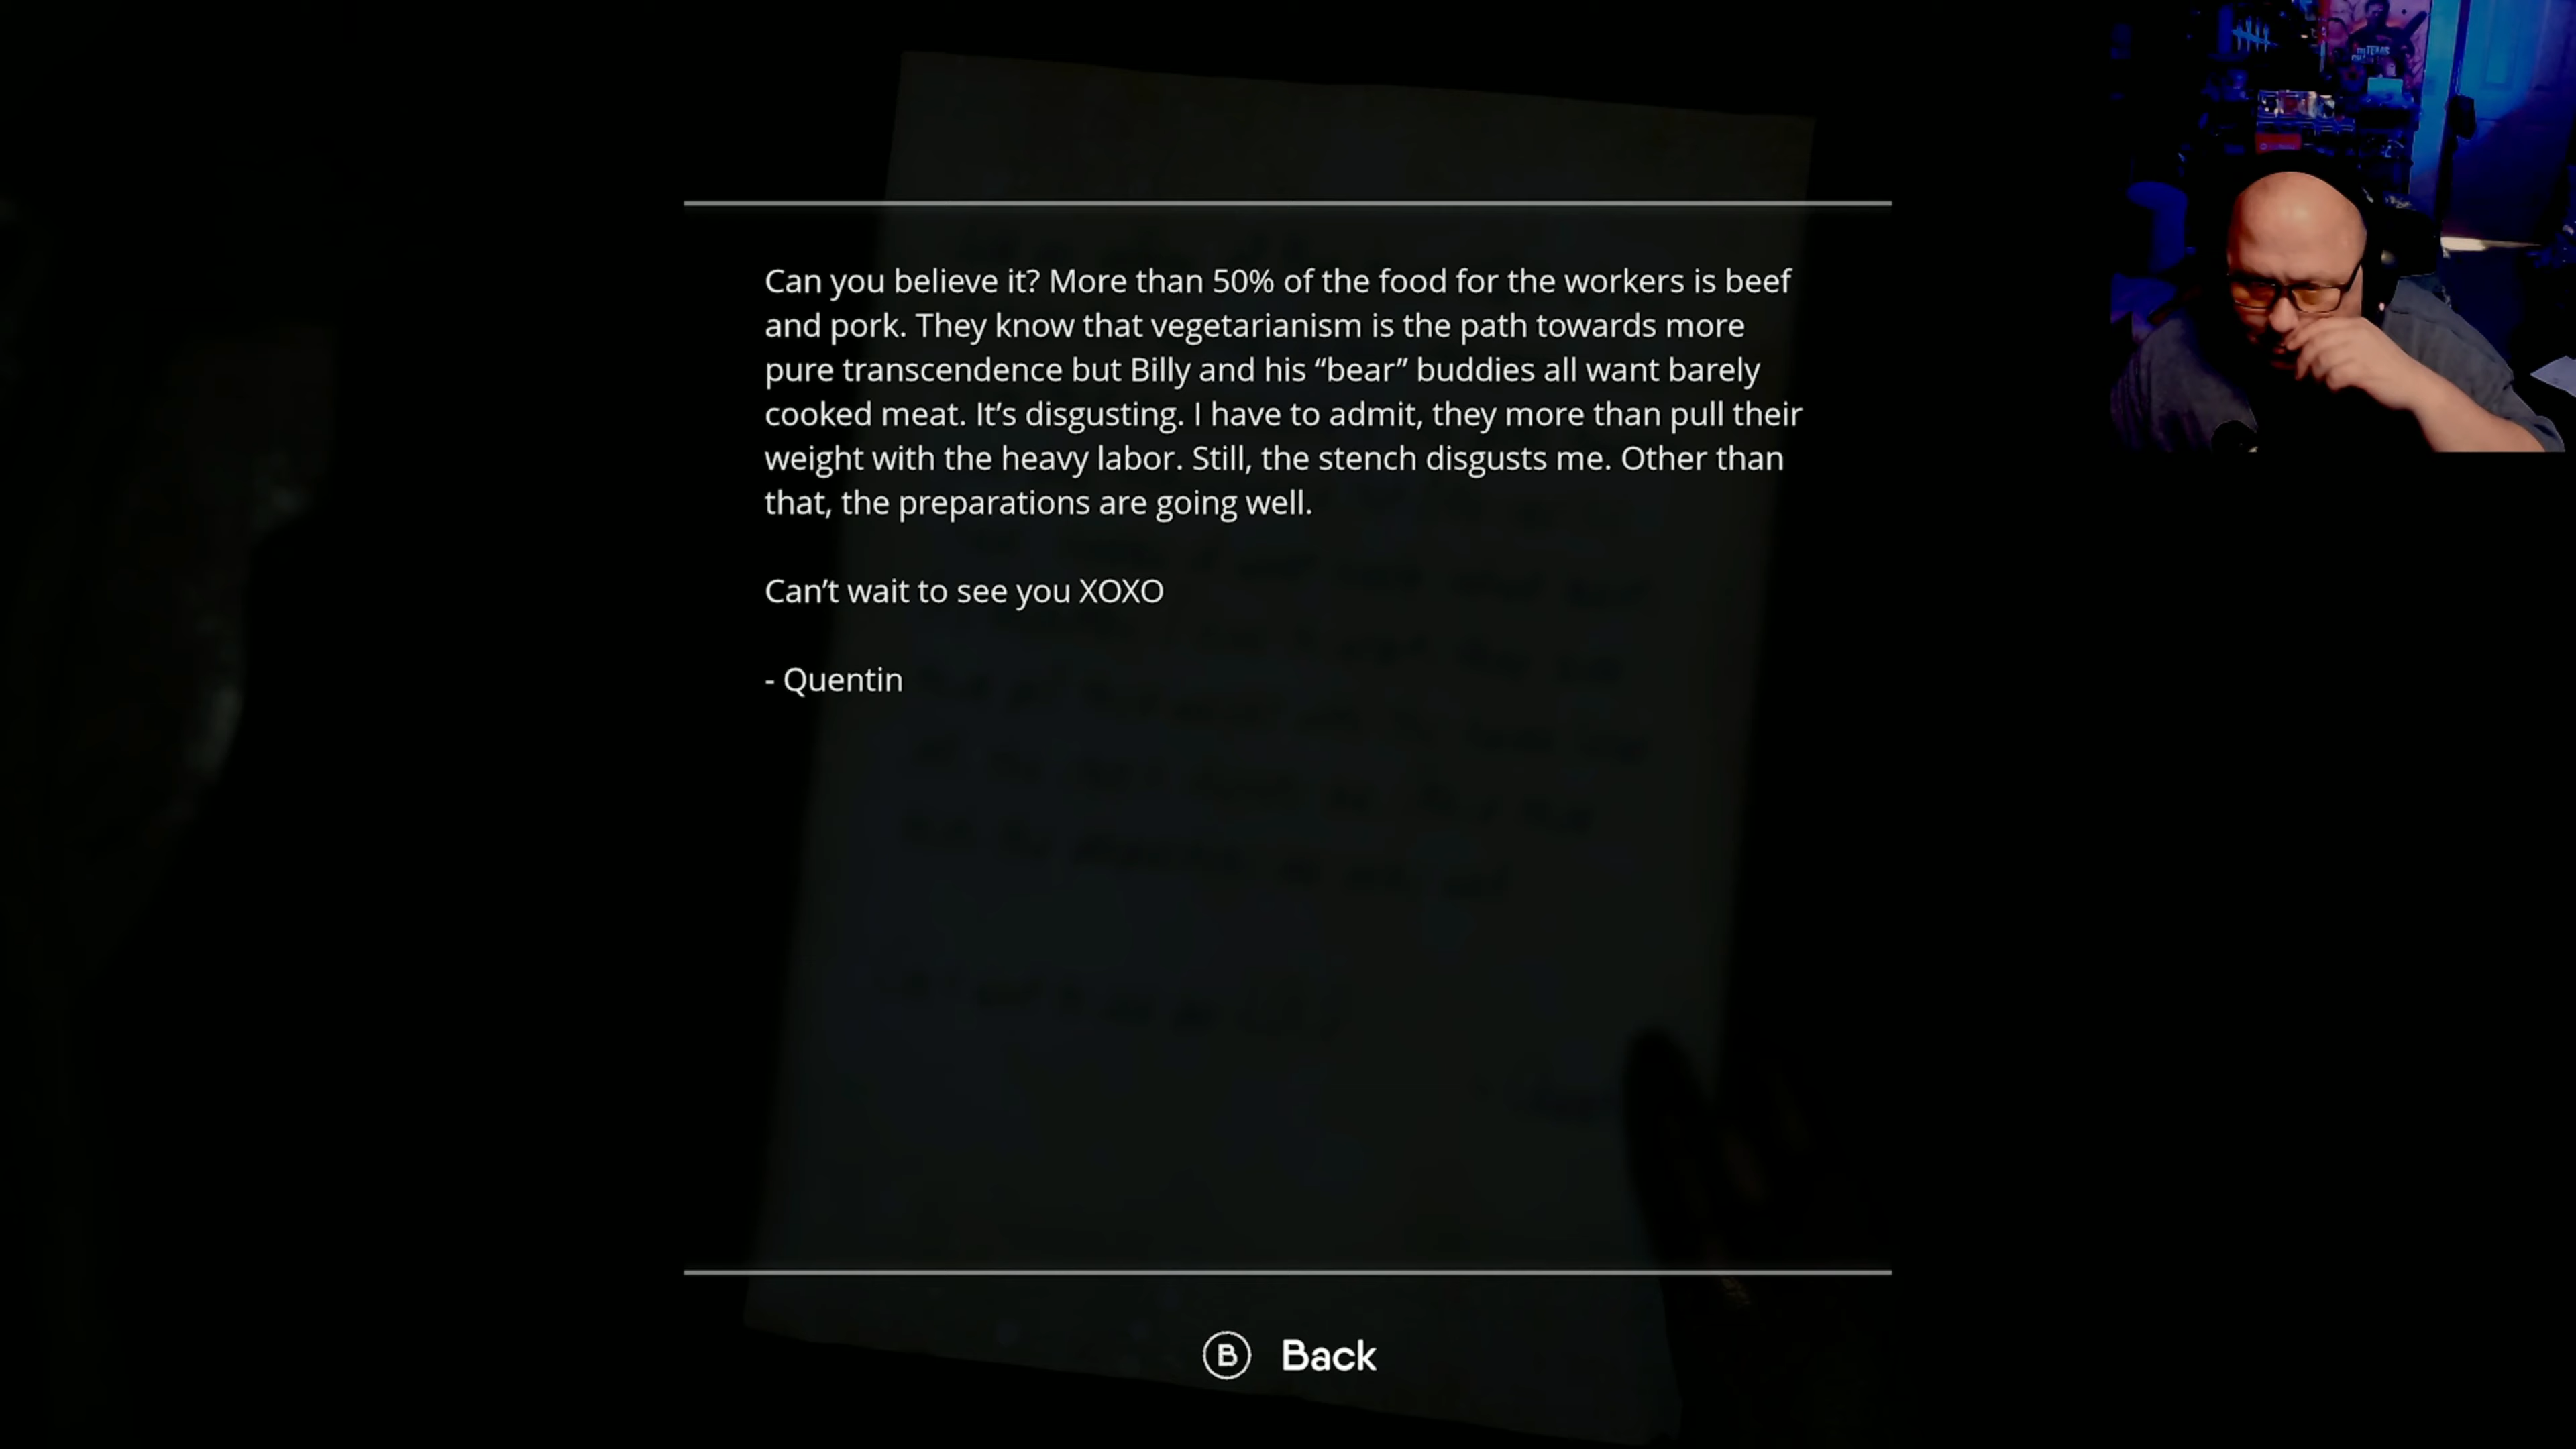 Can you believe it? More than 50% of the food for the workers is beef
and pork. They know that vegetarianism is the path towards more
pure transcendence but Billy and his “bear” buddies all want barely
cooked meat. It’s disgusting. I have to admit, they more than pull their
weight with the heavy labor. Still, the stench disgusts me. Other than
that, the preparations are going well.
Can’t wait to see you XOXO
- Quentin
B Back